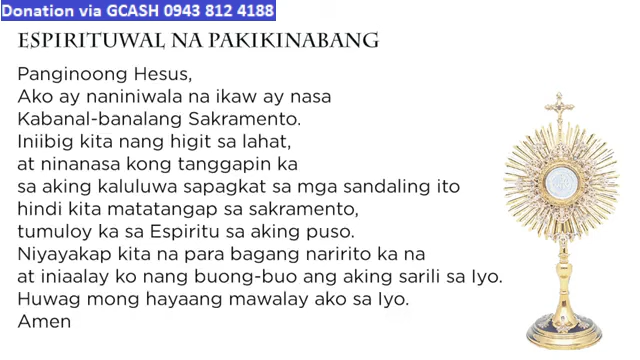 Donation via GCASH 0943 812 4188
ESPIRITUWAL NA PAKIKINABANG
Panginoong Hesus,
Ako ay naniniwala na ikaw ay nasa
Kabanal-banalang Sakramento.
Iniibig kita nang higit sa lahat,
at ninanasa kong tanggapin ka
sa aking kaluluwa sapagkat sa mga sandaling ito
hindi kita matatangap sa sakramento,
tumuloy ka sa Espiritu sa aking puso.
Niyayakap kita na para bagang naririto ka na
at iniaalay ko nang buong-buo ang aking sarili sa Iyo.
Huwag mong hayaang mawalay ako sa Iyo.
Amen